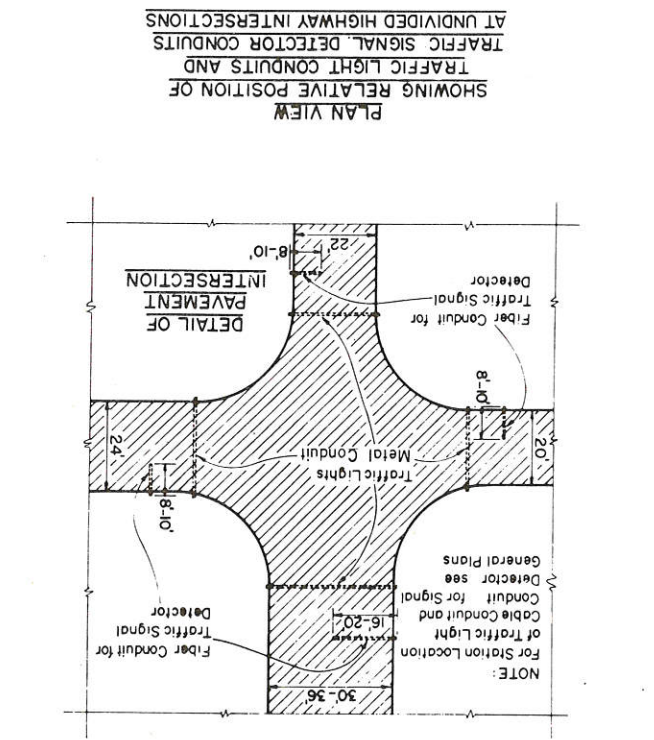 NOTE:
For Station Location
of Traffic Light
Cable Conduit and
Conduit for Signal
Detector see
General Plans
30-36'
16-20'
Fiber Conduit for
Traffic Signal
Detector
8'-10'
20'
24'
Traffic Lights
Metal Conduit
8'-10'
Fiber Conduit for
Traffic Signal
Detector
22'
8'-10'
DETAIL OF
PAVEMENT
INTERSECTION
PLAN VIEW
SHOWING RELATIVE POSITION OF
TRAFFIC LIGHT CONDUITS AND
TRAFFIC SIGNAL DETECTOR CONDUITS
AT UNDIVIDED HIGHWAY INTERSECTIONS